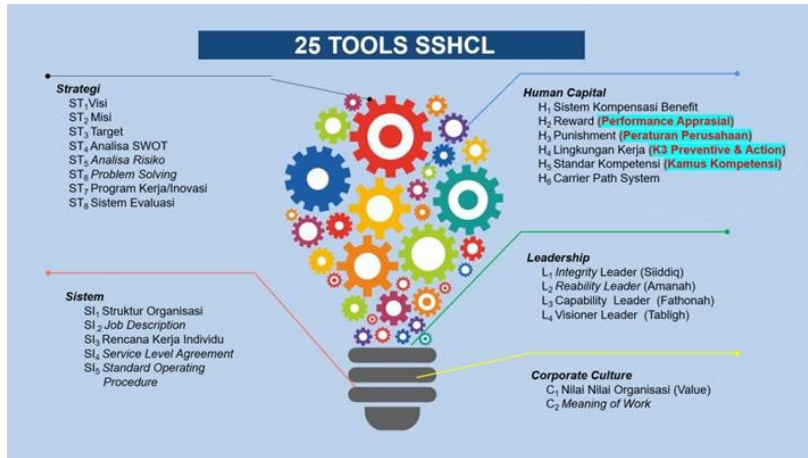 25 TOOLS SSHCL
Strategi
ST₁Visi
ST₂ Misi
ST₃ Target
ST₄ Analisa SWOT
ST₅ Analisa Risiko
ST₆ Problem Solving
ST₇ Program Kerja/Inovasi
ST₈ Sistem Evaluasi
Sistem
SI₁ Struktur Organisasi
SI₂ Job Description
SI₃ Rencana Kerja Individu
SI₄ Service Level Agreement
SI₅ Standard Operating
Procedure
Human Capital
H₁ Sistem Kompensasi Benefit
H₂ Reward (Performance Apprasial)
H₃ Punishment (Peraturan Perusahaan)
H₄ Lingkungan Kerja (K3 Preventive & Action)
H₅ Standar Kompetensi (Kamus Kompetensi)
H₆ Carrier Path System
Leadership
L₁ Integrity Leader (Siiddiq)
L₂ Reability Leader (Amanah)
L₃ Capability Leader (Fathonah)
L₄ Visioner Leader (Tabligh)
Corporate Culture
C₁ Nilai Nilai Organisasi (Value)
C₂ Meaning of Work